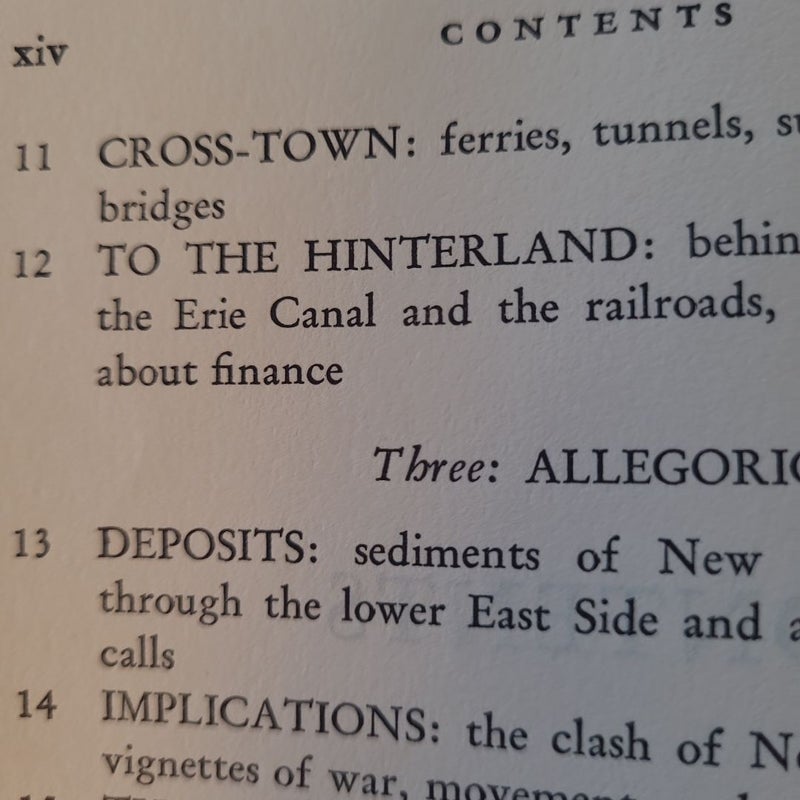 xiv CONTENTS
11 CROSS-TOWN: ferries, tunnels,
bridges
12 TO THE HINTERLAND: behin
the Erie Canal and the railroads,
about finance
Three: ALLEGORI
13 DEPOSITS: sediments of New
through the lower East Side and a
calls
14 IMPLICATIONS: the clash of
vignettes of war,